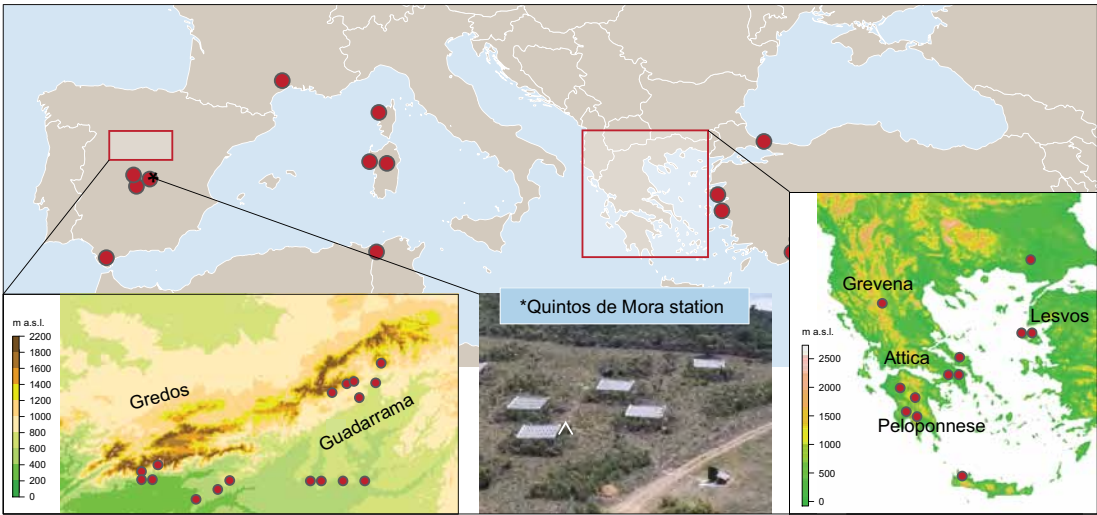 *Quintos de Mora station
m a.s.l.
2200
1800
1600
1400
1200
1000
800
600
400
200
0
Gredos
Guadarrama
Grevena
Lesvos
Attica
Peloponnese
m a.s.l.
2500
2000
1500
1000
500
0